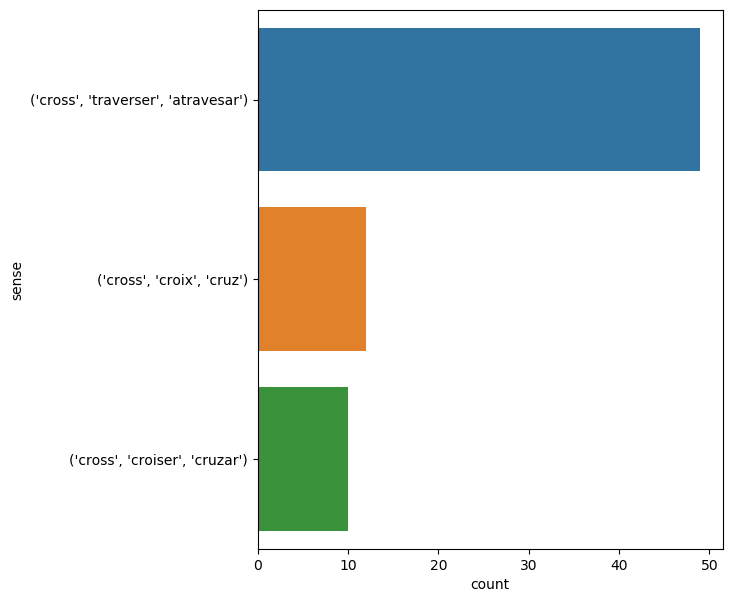 ('cross', 'traverser', 'atravesar')
('cross', 'croix', 'cruz')
('cross', 'croiser', 'cruzar')
sense
0 10 20 30 40 50
count